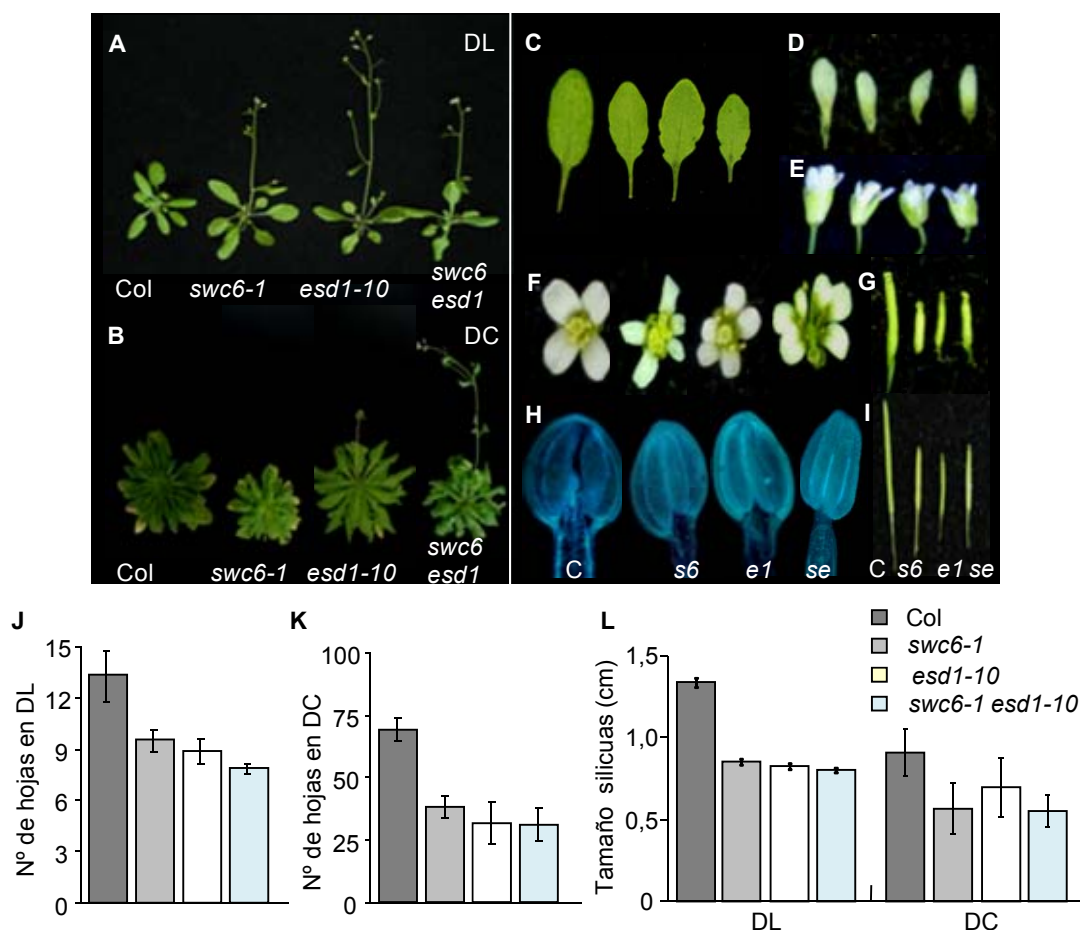 A
DL
Col
swc6-1
esd1-10
swc6
esd1
B
DC
Col
swc6-1
esd1-10
swc6
esd1
C
D
E
F
G
H
C
s6
e1
se
I
C
s6
e1
se
J
Nº de hojas en DL
15
12
9
6
3
0
K
Nº de hojas en DC
100
75
50
25
0
L
Col
swc6-1
esd1-10
swc6-1 esd1-10
Tamaño silicuas (cm)
1,5
1,0
0,5
0
DL
DC